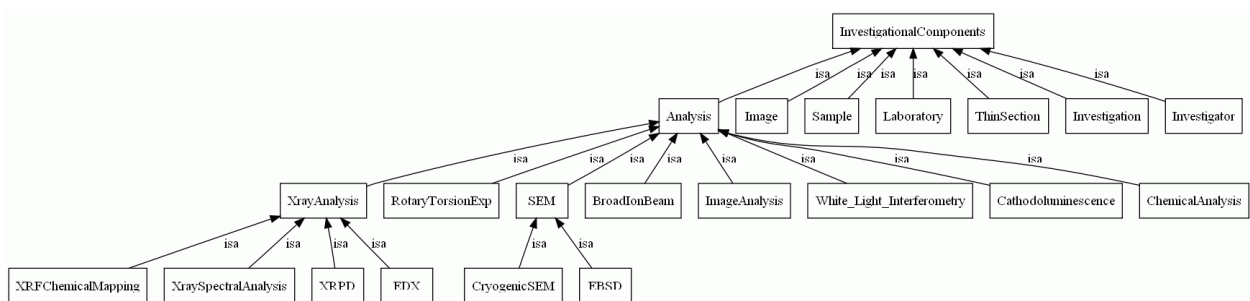 InvestigationalComponents
isa isa isa isa isa isa isa
Analysis Image Sample Laboratory ThinSection Investigation Investigator
isa isa isa isa isa isa isa isa
XrayAnalysis RotaryTorsionExp SEM BroadIonBeam ImageAnalysis White_Light_Interferometry Cathodoluminescence ChemicalAnalysis
isa isa isa isa isa isa
XRFChemicalMapping XraySpectralAnalysis XRPD EDX CryogenicSEM EBSD